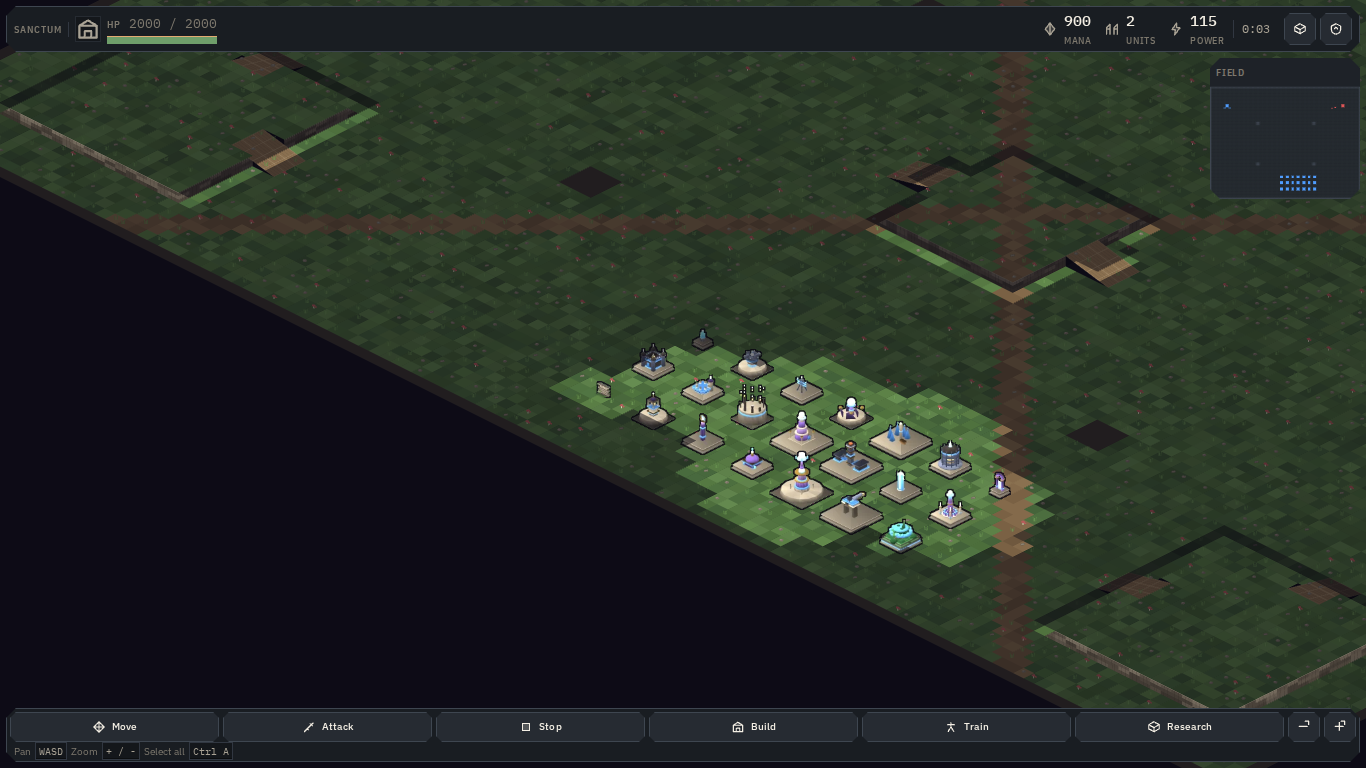 SANCTUM
HP 2000 / 2000
900 MANA
2 UNITS
115 POWER
0:03
FIELD
Move
Attack
Stop
Build
Train
Research
Pan WASD Zoom + / - Select all Ctrl A